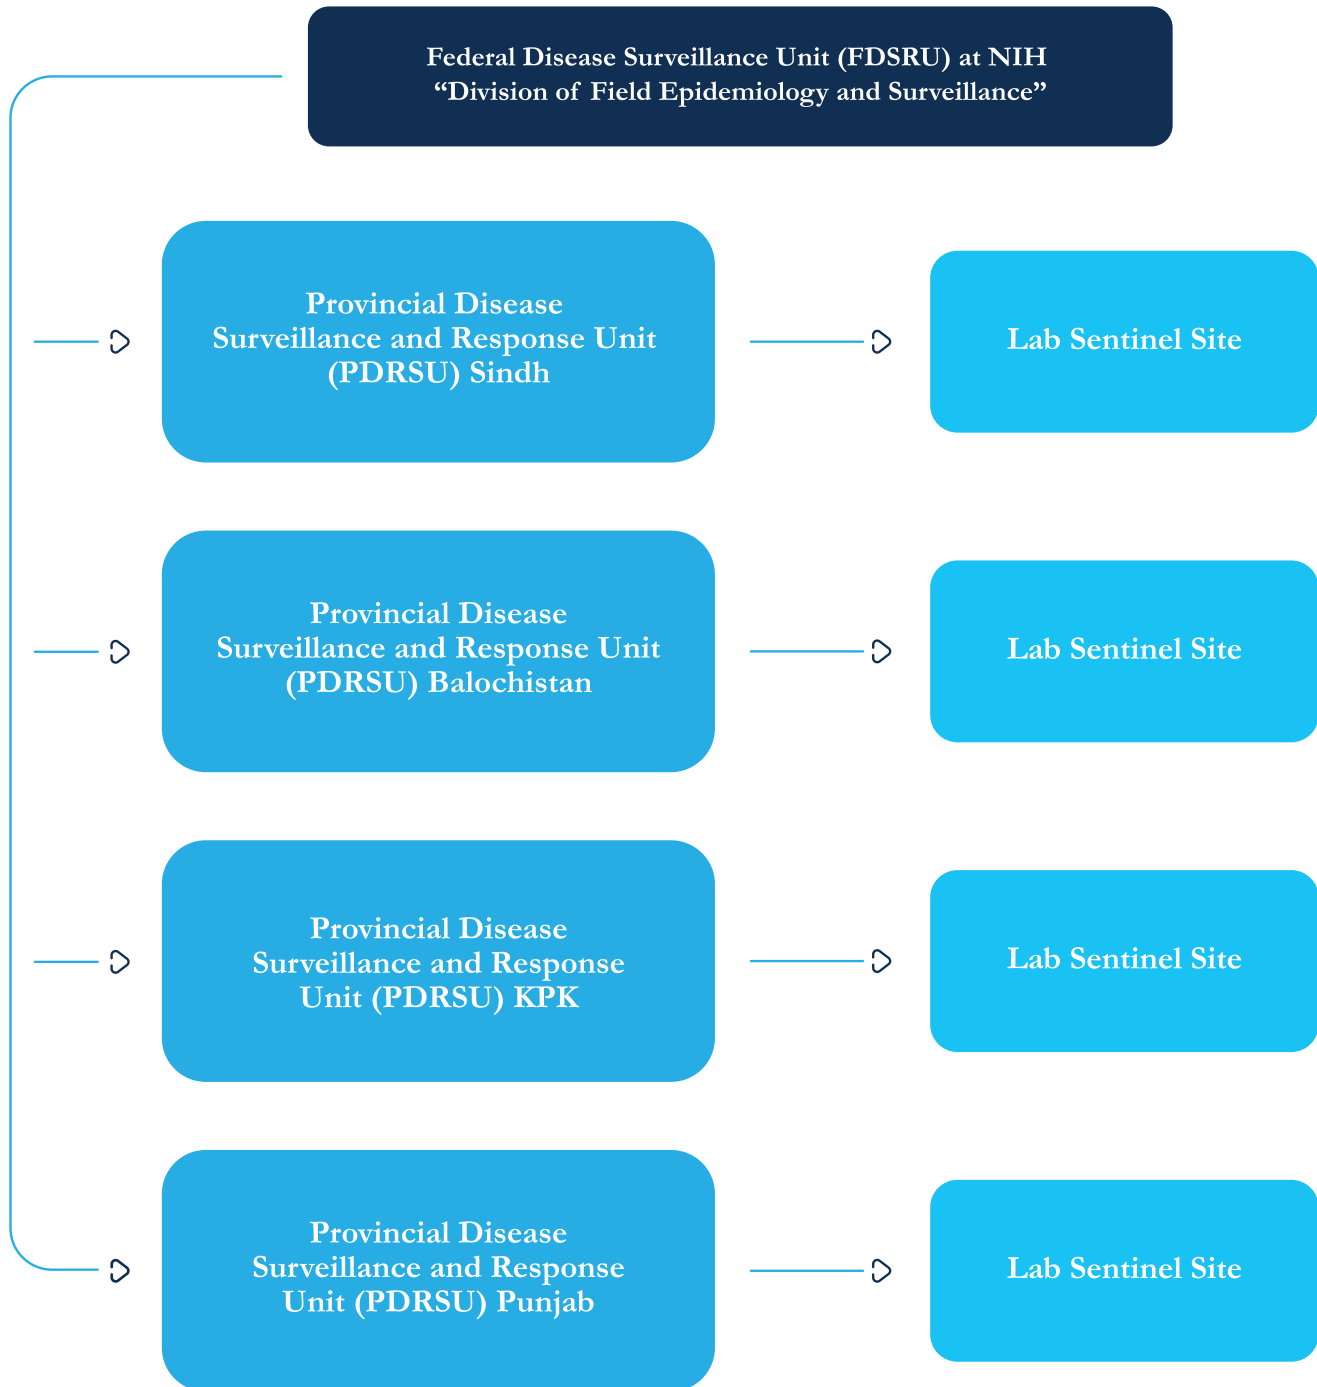 Federal Disease Surveillance Unit (FDSRU) at NIH
“Division of Field Epidemiology and Surveillance”
Provincial Disease
Surveillance and Response Unit
(PDRSU) Sindh
Lab Sentinel Site
Provincial Disease
Surveillance and Response Unit
(PDRSU) Balochistan
Lab Sentinel Site
Provincial Disease
Surveillance and Response
Unit (PDRSU) KPK
Lab Sentinel Site
Provincial Disease
Surveillance and Response
Unit (PDRSU) Punjab
Lab Sentinel Site